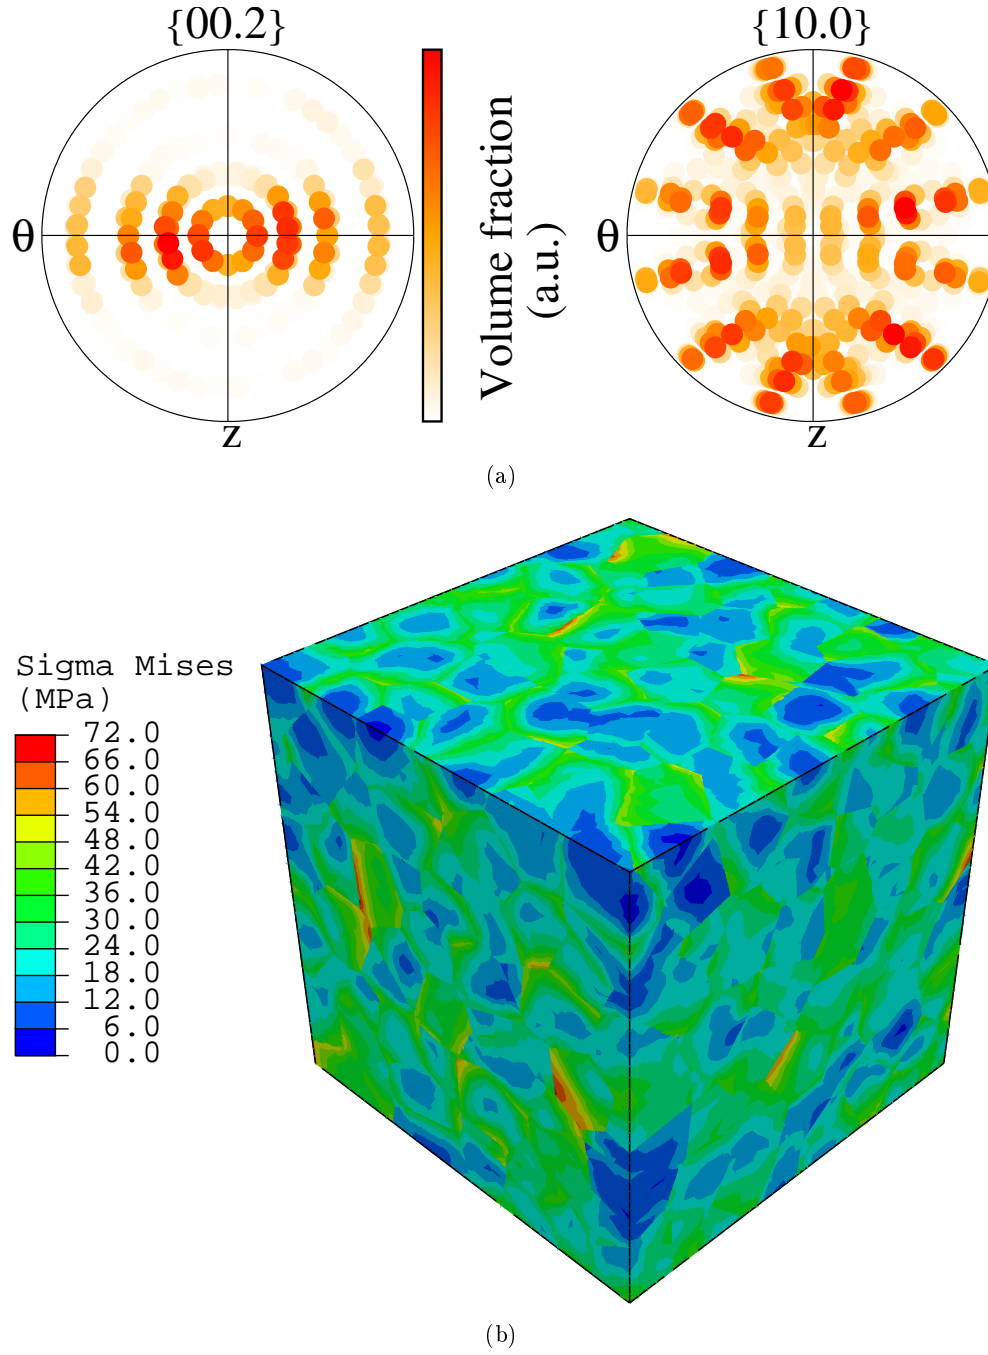 {00.2}
{10.0}
θ
z
Volume fraction
(a.u.)
θ
z
(a)
Sigma Mises
(MPa)
72.0
66.0
60.0
54.0
48.0
42.0
36.0
30.0
24.0
18.0
12.0
6.0
0.0
(b)